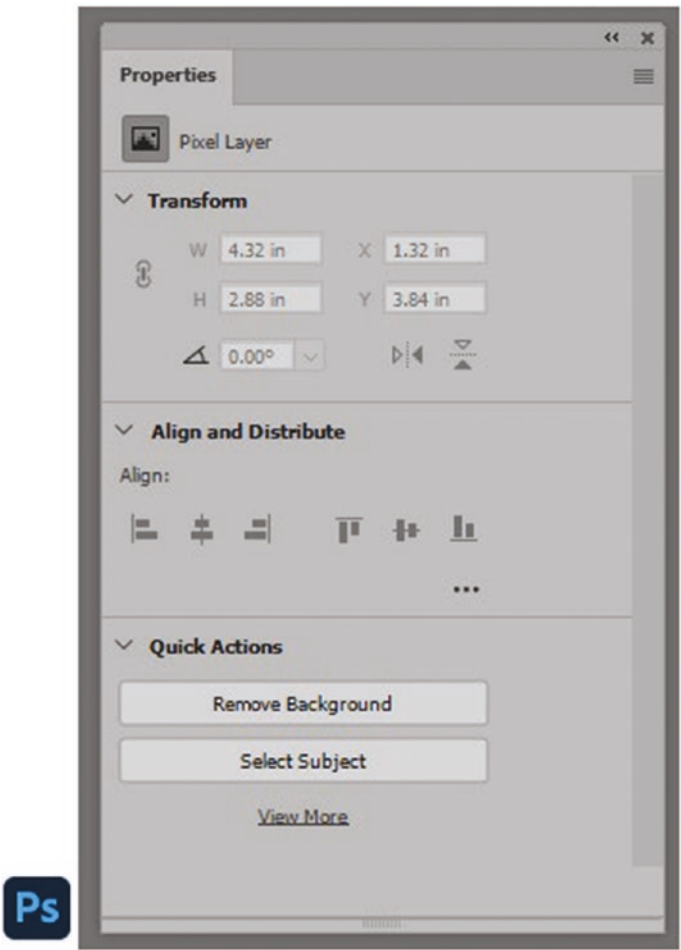 Properties
Pixel Layer
Transform
W 4.32 in X 1.32 in
H 2.88 in Y 3.84 in
0.00°
Align and Distribute
Align:
Quick Actions
Remove Background
Select Subject
View More
Ps